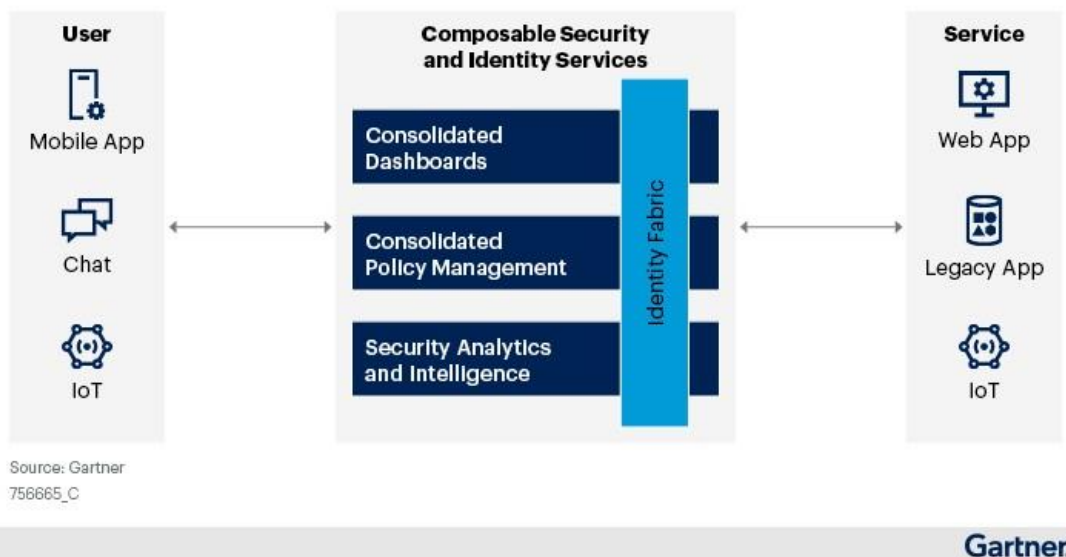 User
Mobile App
Chat
IoT
Composable Security
and Identity Services
Consolidated
Dashboards
Consolidated
Policy Management
Security Analytics
and Intelligence
Identity Fabric
Service
Web App
Legacy App
IoT
Source: Gartner
756665_C
Gartner